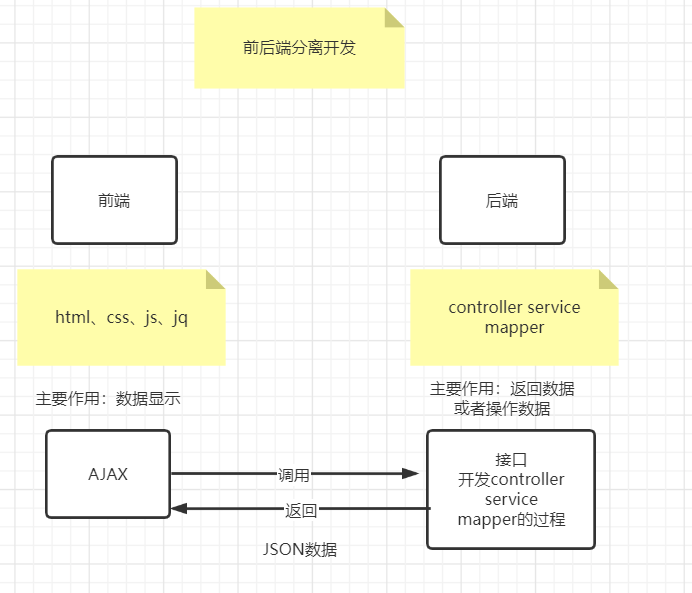 前后端分离开发
前端
后端
html、css、js、jq
controller service
mapper
主要作用：数据显示
主要作用：返回数据
或者操作数据
AJAX
调用
返回
JSON数据
接口
开发controller
service
mapper的过程